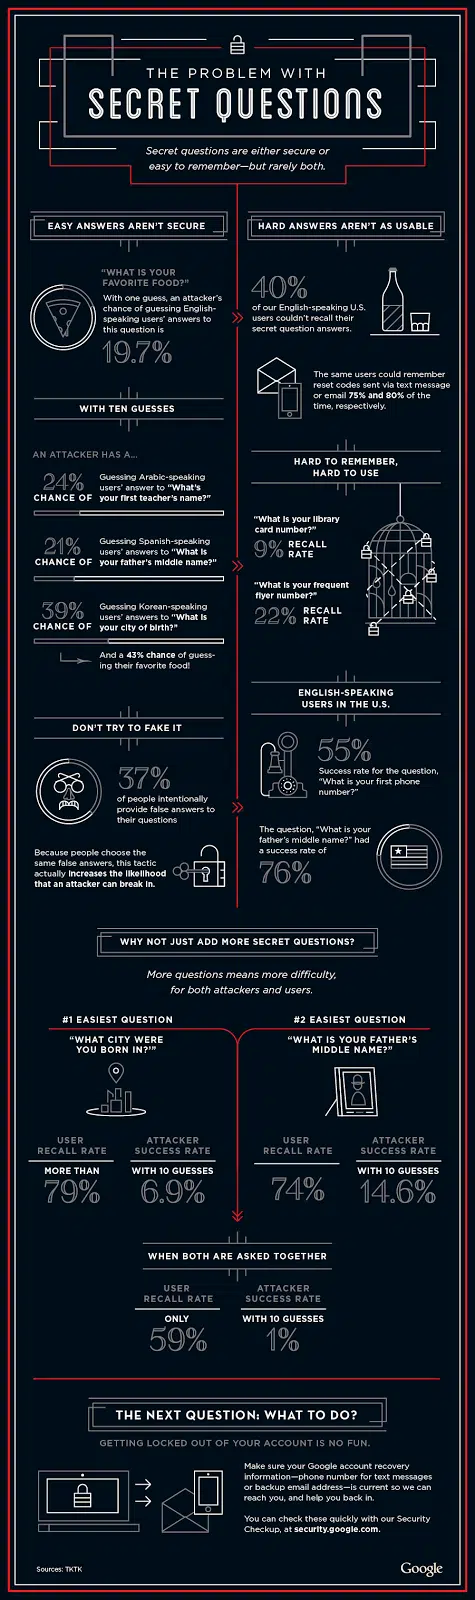 THE PROBLEM WITH
SECRET QUESTIONS
Secret questions are either secure or
easy to remember—but rarely both.
EASY ANSWERS AREN'T SECURE
"WHAT IS YOUR
FAVORITE FOOD?"
With one guess, an attacker's
chance of guessing English-
speaking users' answers to
this question is
19.7%
WITH TEN GUESSES
AN ATTACKER HAS A...
24%
CHANCE OF
Guessing Arabic-speaking
users' answer to "What's
your first teacher's name?"
21%
CHANCE OF
Guessing Spanish-speaking
users' answers to "What is
your father's middle name?"
39%
CHANCE OF
Guessing Korean-speaking
users' answers to "What is
your city of birth?"
And a 43% chance of guess-
ing their favorite food!
DON'T TRY TO FAKE IT
37%
of people intentionally
provide false answers to
their questions
Because people choose the
same false answers, this tactic
actually increases the likelihood
that an attacker can break in.
HARD ANSWERS AREN'T AS USABLE
40%
of our English-speaking U.S.
users couldn't recall their
secret question answers.
The same users could remember
reset codes sent via text message
or email 75% and 80% of the
time, respectively.
HARD TO REMEMBER,
HARD TO USE
"What is your library
card number?"
9% RECALL
RATE
"What is your frequent
flyer number?"
22% RECALL
RATE
ENGLISH-SPEAKING
USERS IN THE U.S.
55%
Success rate for the question,
"What is your first phone
number?"
The question, "What is your
father's middle name?" had
a success rate of
76%
WHY NOT JUST ADD MORE SECRET QUESTIONS?
More questions means more difficulty,
for both attackers and users.
#1 EASIEST QUESTION
"WHAT CITY WERE
YOU BORN IN?'"
USER
RECALL RATE
MORE THAN
79%
ATTACKER
SUCCESS RATE
WITH 10 GUESSES
6.9%
#2 EASIEST QUESTION
"WHAT IS YOUR FATHER'S
MIDDLE NAME?"
USER
RECALL RATE
74%
ATTACKER
SUCCESS RATE
WITH 10 GUESSES
14.6%
WHEN BOTH ARE ASKED TOGETHER
USER
RECALL RATE
ONLY
59%
ATTACKER
SUCCESS RATE
WITH 10 GUESSES
1%
THE NEXT QUESTION: WHAT TO DO?
GETTING LOCKED OUT OF YOUR ACCOUNT IS NO FUN.
Make sure your Google account recovery
information—phone number for text messages
or backup email address—is current so we can
reach you, and help you back in.
You can check these quickly with our Security
Checkup, at security.google.com.
Sources: TKTK
Google